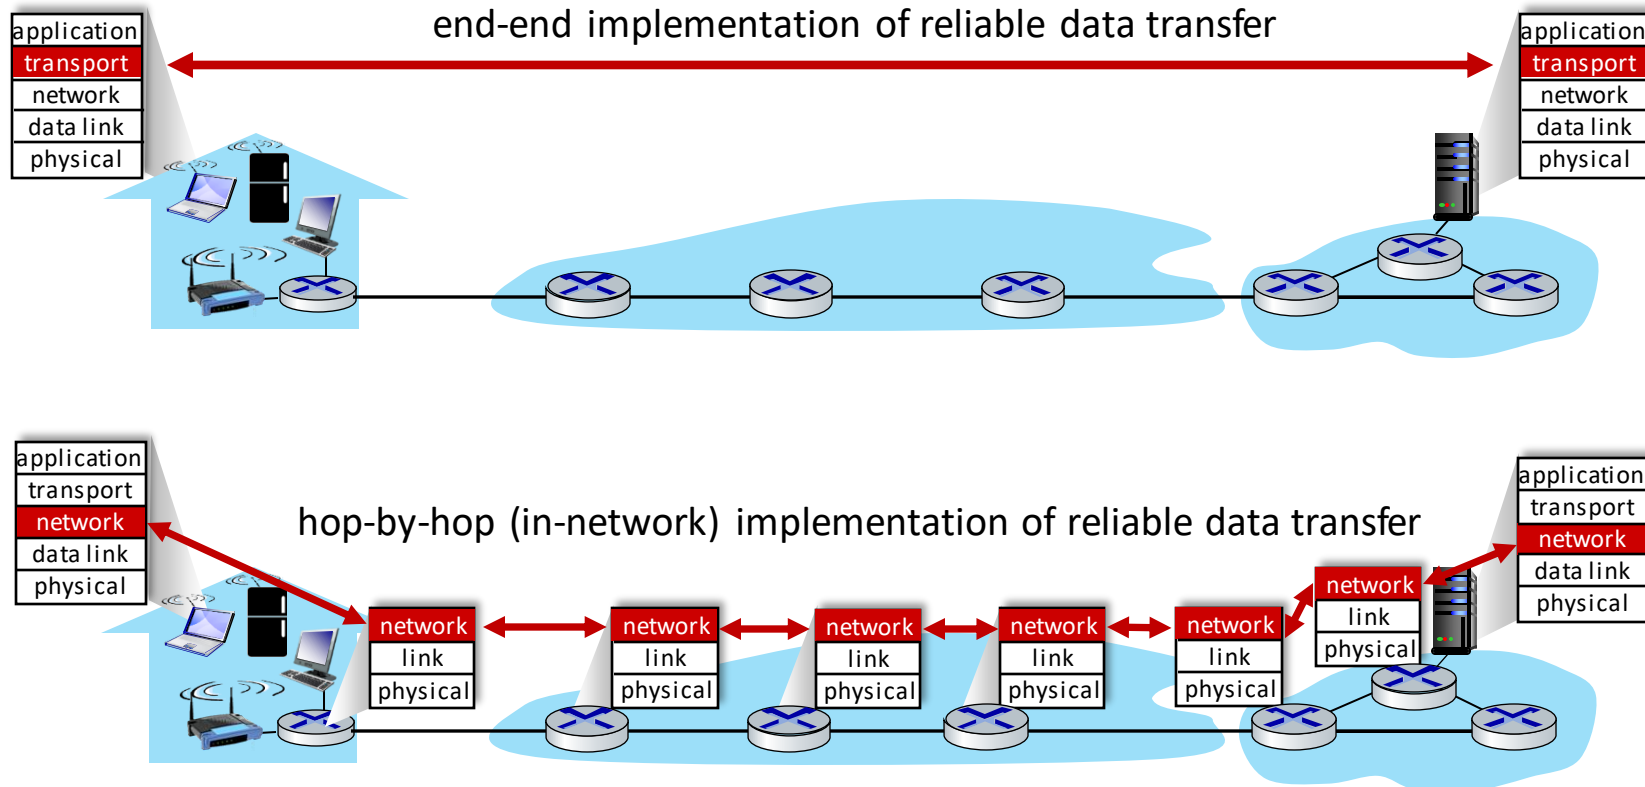 end-end implementation of reliable data transfer
application
transport
network
data link
physical
application
transport
network
data link
physical
hop-by-hop (in-network) implementation of reliable data transfer
application
transport
network
data link
physical
network
link
physical
network
link
physical
network
link
physical
network
link
physical
network
link
physical
network
link
physical
application
transport
network
data link
physical